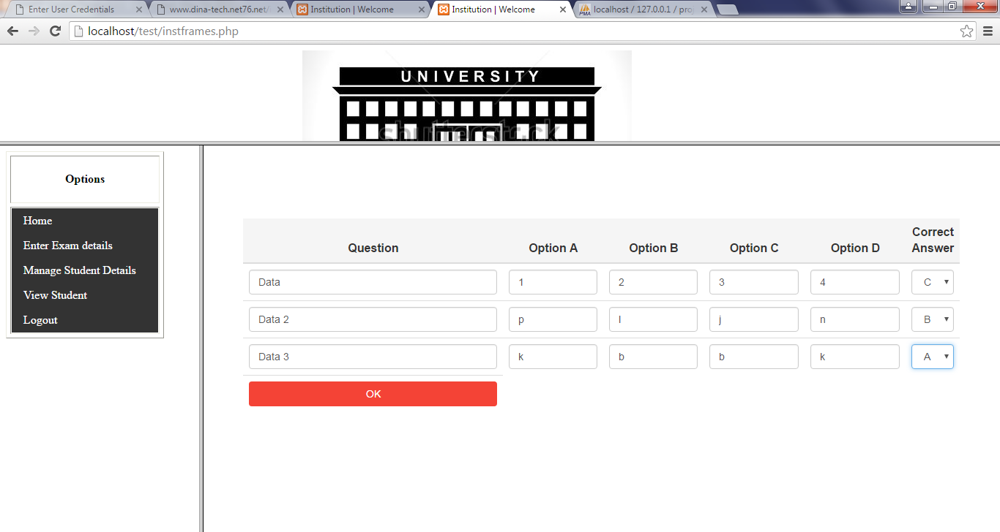 Enter User Credentials
www.dina-tech.net76.net/
Institution | Welcome
Institution | Welcome
localhost / 127.0.0.1 / pro
localhost/test/instframes.php
UNIVERSITY
shutterstock
Options
Home
Enter Exam details
Manage Student Details
View Student
Logout
Question Option A Option B Option C Option D Correct Answer
Data 1 2 3 4 C
Data 2 p l j n B
Data 3 k b b k A
OK